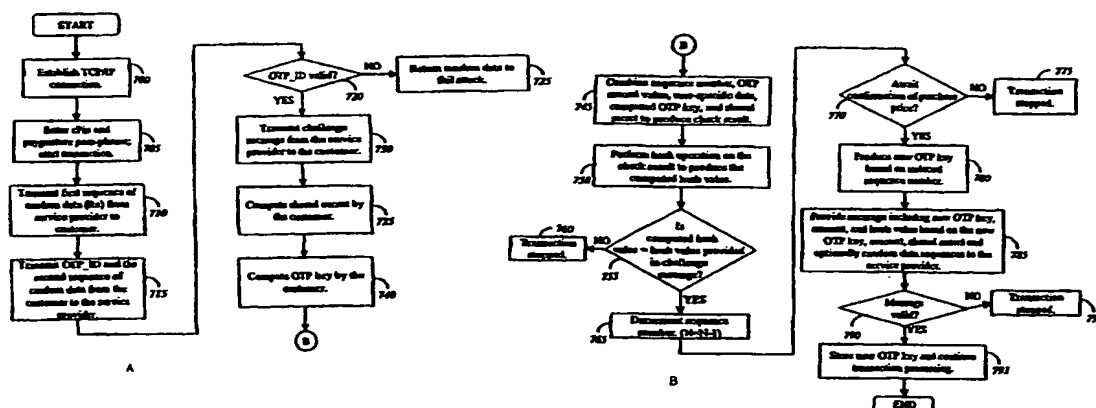 START
Establish TCP/IP
connection.
700
Enter ePin and
passphrase;
start transaction.
705
Transmit first sequence of
random data (Rs) from
service provider to
customer.
710
Transmit OTP_ID and the
second sequence of
random data from the
customer to the service
provider.
715
A
OTP_ID valid?
720
NO
YES
Return random data to
foil attack.
725
Transmit challenge
message from the service
provider to the customer.
730
Compute shared secret by
the customer.
735
Compute OTP key by the
customer.
740
B
B
Combine sequence number, OTP
value, user-specific data,
computed OTP key, and shared
secret to produce check result.
745
Perform hash operation on the
check result to produce the
computed hash value.
750
Is
computed hash
value = hash value provided
in challenge
message?
755
NO
YES
Transaction
stopped.
760
Decrement sequence
number.
765
B
Await
confirmation of purchase
price?
770
NO
YES
Transaction
stopped.
775
Produce new OTP key
based on
sequence number.
780
Provide message including new OTP key,
amount, and hash value based on the new
OTP key, amount, shared secret and
optionally random data sequences to the
service provider.
785
Message
valid?
790
NO
YES
Transaction
stopped.
Store new OTP key and continue
transaction processing.
793
END